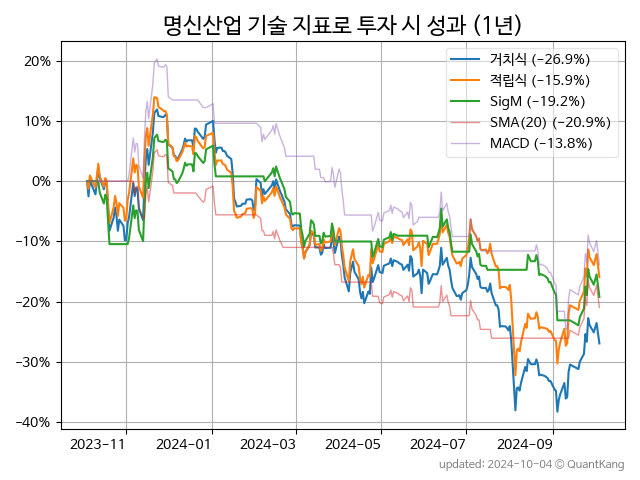 명신산업 기술 지표로 투자 시 성과 (1년)
거치식 (−26.9%)
적립식 (−15.9%)
SigM (−19.2%)
SMA(20) (−20.9%)
MACD (−13.8%)
20%
10%
0%
−10%
−20%
−30%
−40%
2023−11
2024−01
2024−03
2024−05
2024−07
2024−09
updated: 2024-10-04 © QuantKang